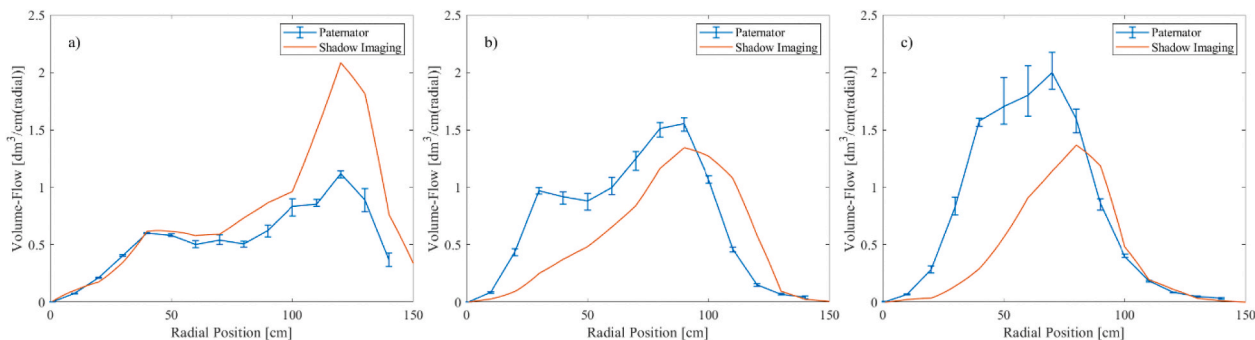 a)
Paternator
Shadow Imaging
Volume-Flow [dm³/cm(radial)]
2.5
2
1.5
1
0.5
0
0
50
100
150
Radial Position [cm]
b)
Paternator
Shadow Imaging
Volume-Flow [dm³/cm(radial)]
2.5
2
1.5
1
0.5
0
0
50
100
150
Radial Position [cm]
c)
Paternator
Shadow Imaging
Volume-Flow [dm³/cm(radial)]
2.5
2
1.5
1
0.5
0
0
50
100
150
Radial Position [cm]